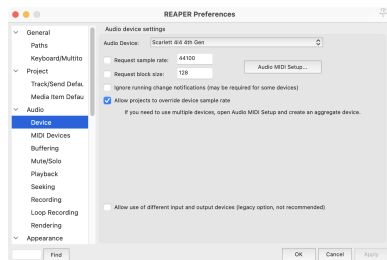 REAPER Preferences
General
Paths
Keyboard/Multito
Project
Track/Send Defau
Media Item Defau
Audio
Device
MIDI Devices
Buffering
Mute/Solo
Playback
Seeking
Recording
Loop Recording
Rendering
Appearance
Find
Audio device settings
Audio Device: Scarlett 4i4 4th Gen
Request sample rate: 44100
Request block size: 128
Audio MIDI Setup...
Ignore running change notifications (may be required for some devices)
Allow projects to override device sample rate
If you need to use multiple devices, open Audio MIDI Setup and create an aggregate device.
Allow use of different input and output devices (legacy option, not recommended)
OK Cancel Apply